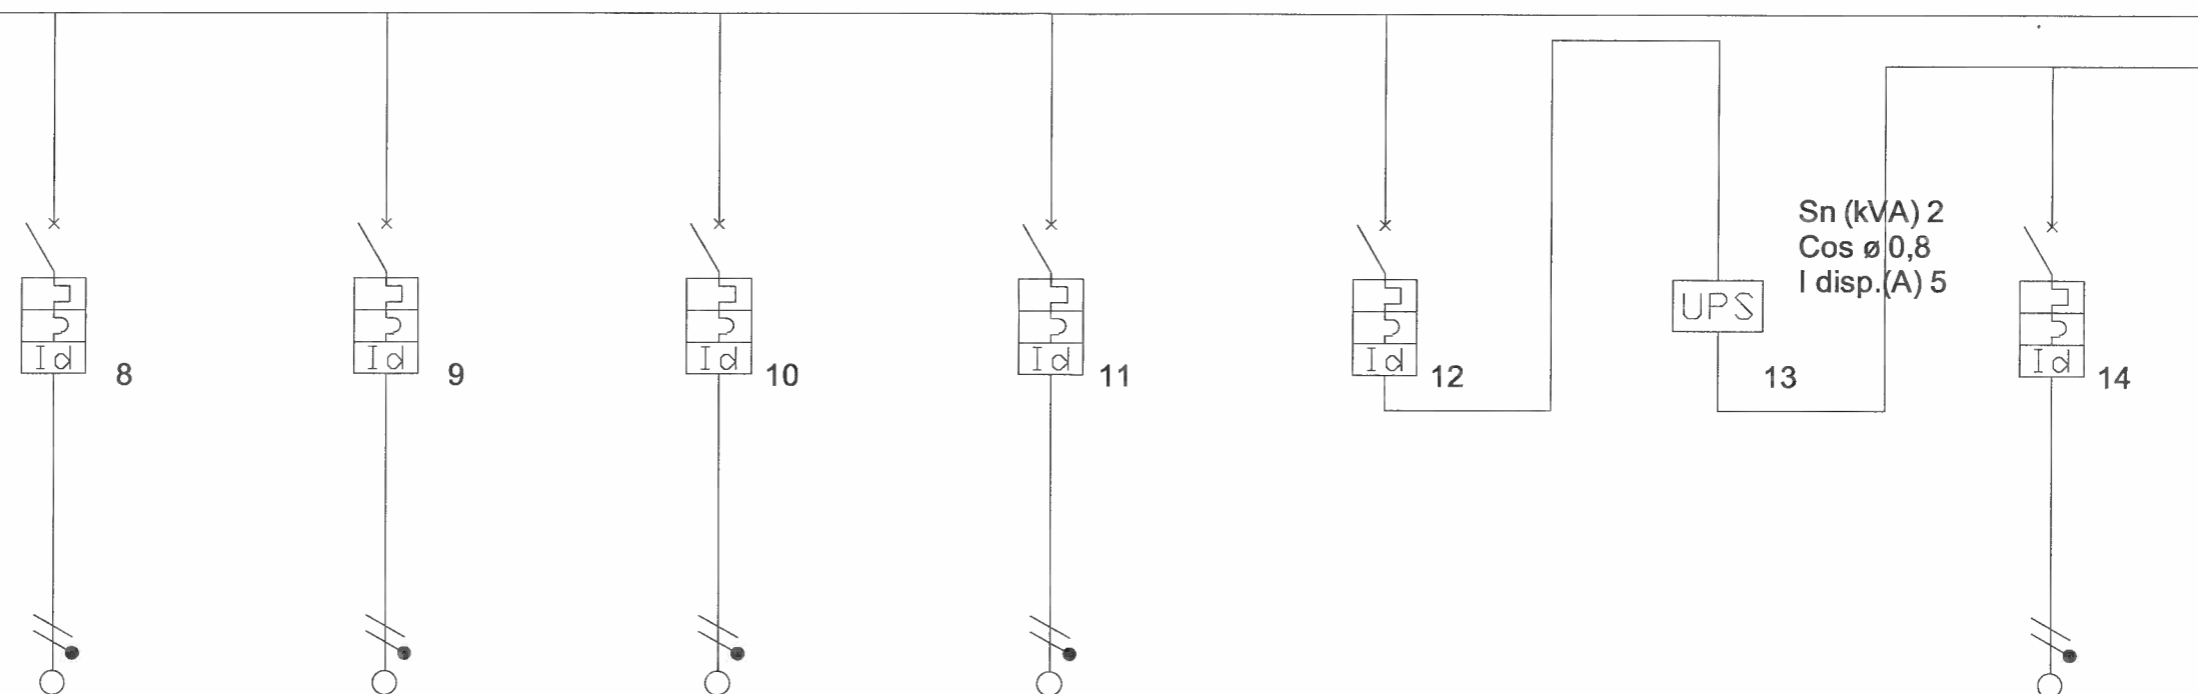 Sn (kVA) 2
Cos ø 0,8
I disp.(A) 5
UPS
Id 8
Id 9
Id 10
Id 11
Id 12
13
Id 14